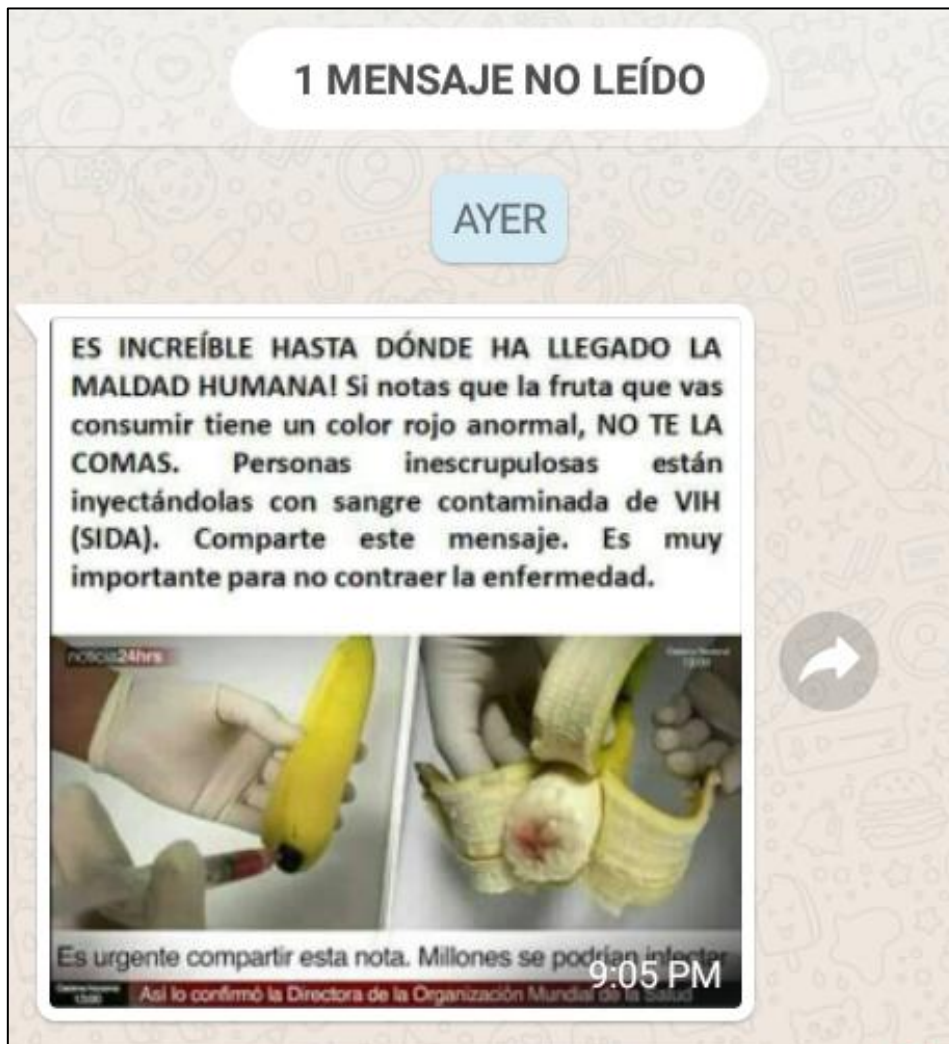 1 MENSAJE NO LEÍDO
AYER
ES INCREÍBLE HASTA DÓNDE HA LLEGADO LA
MALDAD HUMANA! Si notas que la fruta que vas
consumir tiene un color rojo anormal, NO TE LA
COMAS. Personas inescrupulosas están
inyectándolas con sangre contaminada de VIH
(SIDA). Comparte este mensaje. Es muy
importante para no contraer la enfermedad.
noticia24hrs
Es urgente compartir esta nota. Millones se podrían infectar
9:05 PM
Así lo confirmó la Directora de la Organización Mundial de la Salud